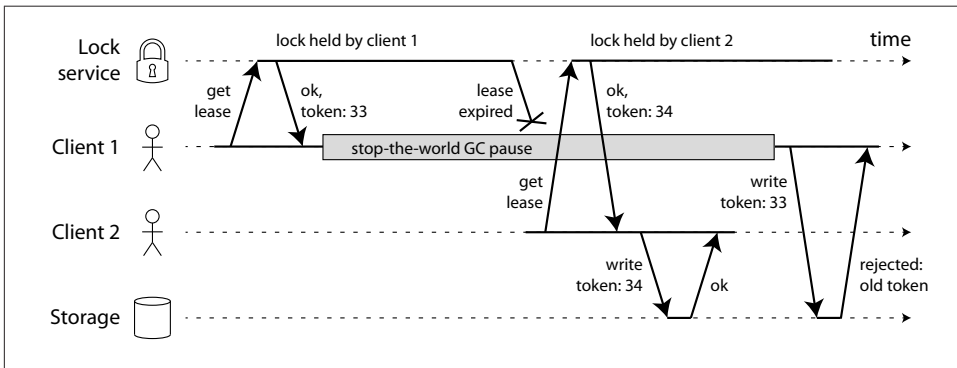 Lock
service
lock held by client 1
lock held by client 2
time
get
lease
ok,
token: 33
lease
expired
ok,
token: 34
Client 1
stop-the-world GC pause
get
lease
write
token: 33
Client 2
write
token: 34
ok
rejected:
old token
Storage